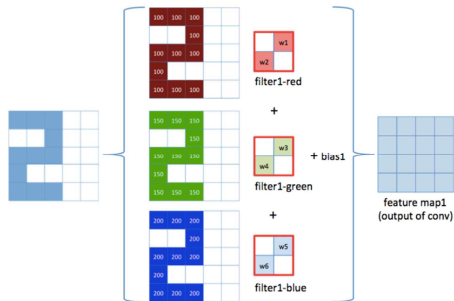 100 100 100
100
100 100 100
100
100 100 100
w1
w2
filter1-red
+
150 150 150
150
150 150 150
150
150 150 150
w3
w4
filter1-green
+ bias1
+
200 200 200
200
200 200 200
200
200 200 200
w5
w6
filter1-blue
feature map1
(output of conv)